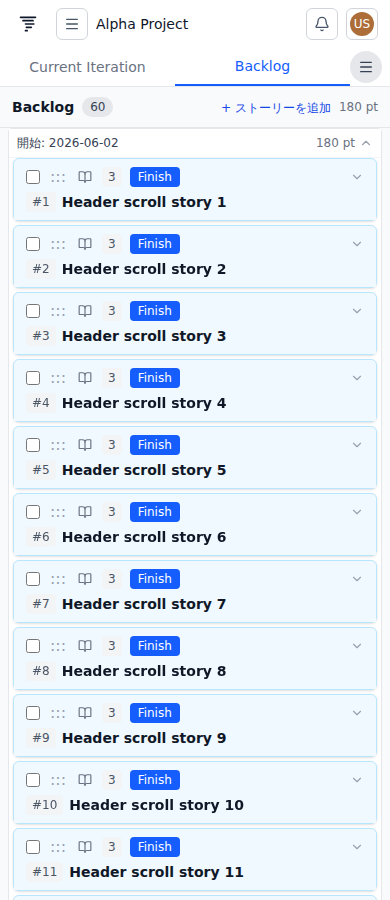 Alpha Project
US
Current Iteration
Backlog
Backlog 60 + ストーリーを追加 180 pt
開始: 2026-06-02 180 pt
3 Finish
#1 Header scroll story 1
3 Finish
#2 Header scroll story 2
3 Finish
#3 Header scroll story 3
3 Finish
#4 Header scroll story 4
3 Finish
#5 Header scroll story 5
3 Finish
#6 Header scroll story 6
3 Finish
#7 Header scroll story 7
3 Finish
#8 Header scroll story 8
3 Finish
#9 Header scroll story 9
3 Finish
#10 Header scroll story 10
3 Finish
#11 Header scroll story 11